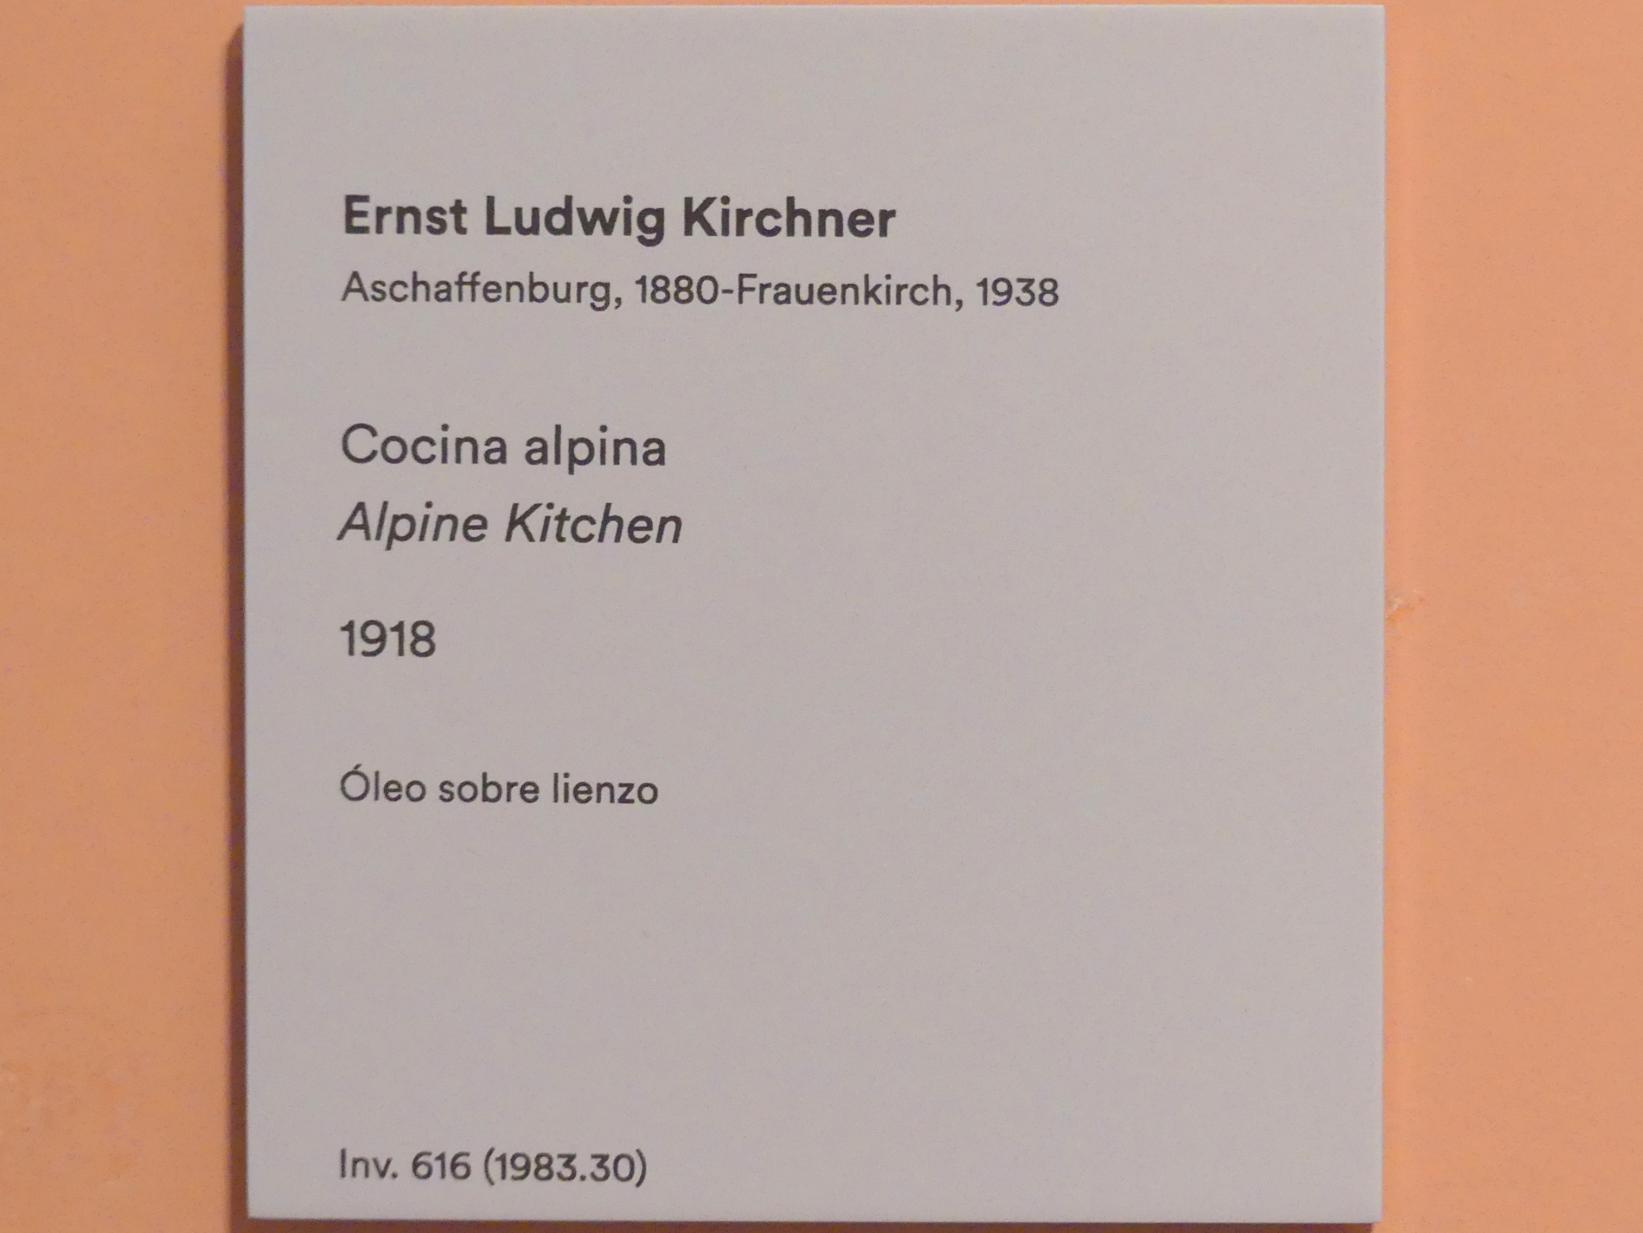 Ernst Ludwig Kirchner
Aschaffenburg, 1880-Frauenkirch, 1938
Cocina alpina
Alpine Kitchen
1918
Óleo sobre lienzo
Inv. 616 (1983.30)